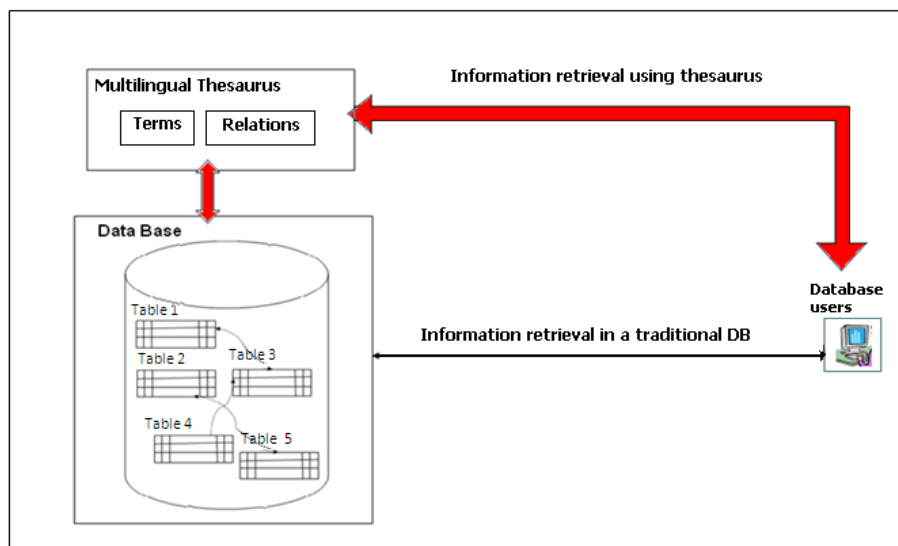 Information retrieval using thesaurus
Multilingual Thesaurus
Terms
Relations
Data Base
Table 1
Table 2
Table 3
Table 4
Table 5
Information retrieval in a traditional DB
Database
users